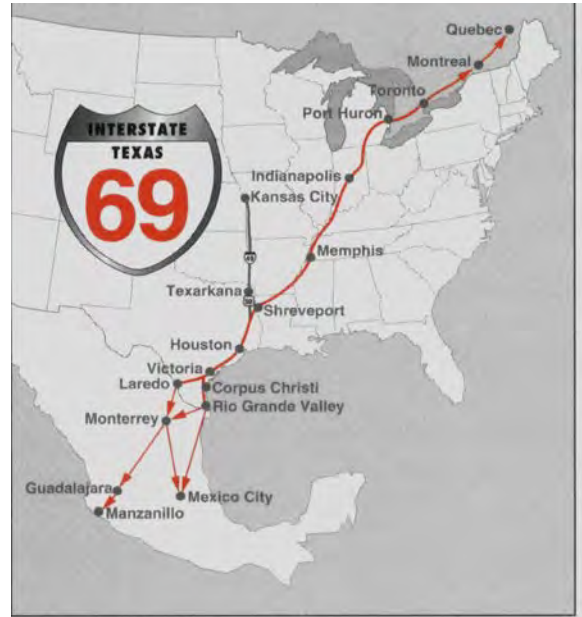 Quebec
Montreal
Toronto
Port Huron
INTERSTATE
TEXAS
69
Indianapolis
Kansas City
Memphis
Texarkana
Shreveport
Houston
Victoria
Laredo
Corpus Christi
Rio Grande Valley
Monterrey
Guadalajara
Mexico City
Manzanillo